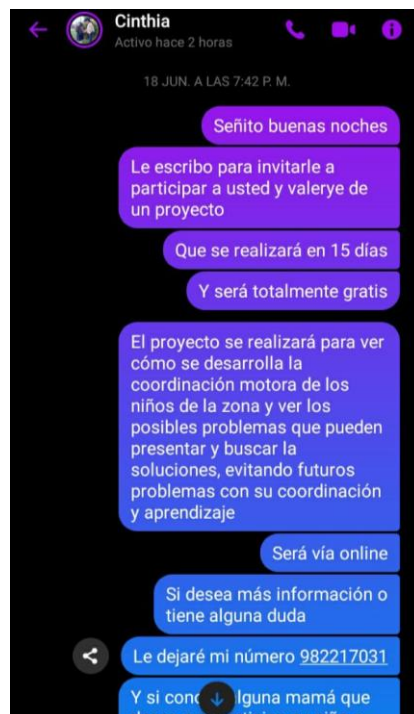 Cinthia
Activo hace 2 horas
18 JUN. A LAS 7:42 P. M.
Señito buenas noches
Le escribo para invitarle a
participar a usted y valerye de
un proyecto
Que se realizará en 15 días
Y será totalmente gratis
El proyecto se realizará para ver
cómo se desarrolla la
coordinación motora de los
niños de la zona y ver los
posibles problemas que pueden
presentar y buscar la
soluciones, evitando futuros
problemas con su coordinación
y aprendizaje
Será vía online
Si desea más información o
tiene alguna duda
Le dejaré mi número 982217031
Y si lguna mamá que